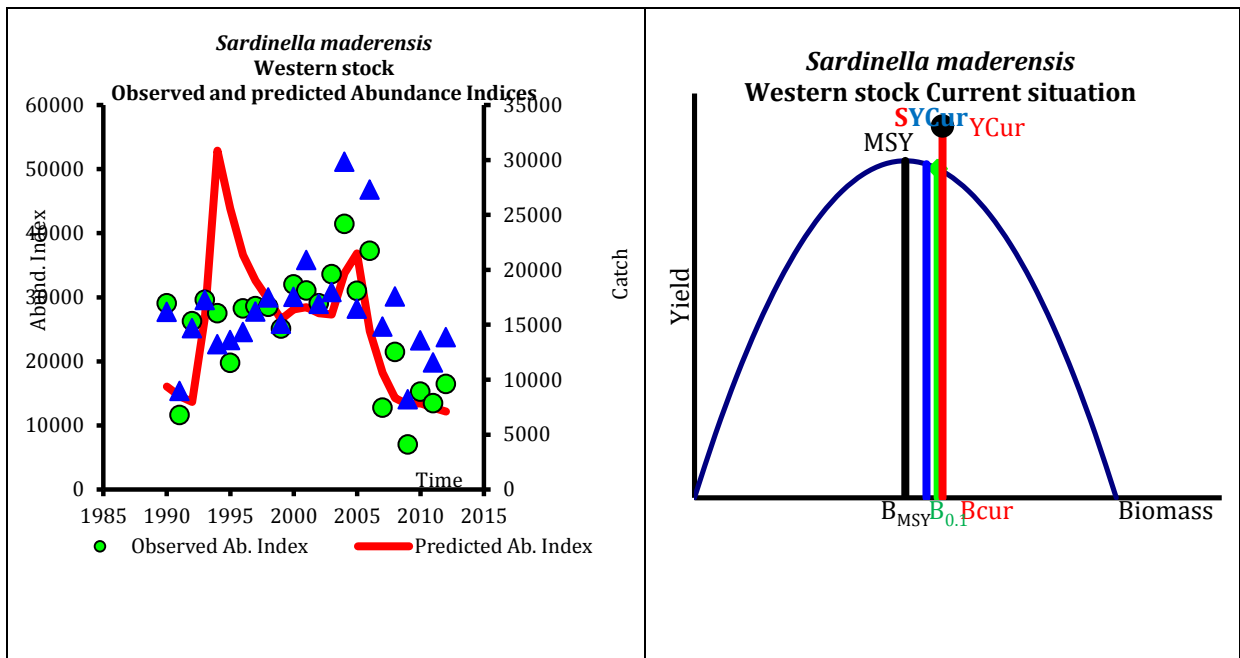 Sardinella maderensis
Western stock
Observed and predicted Abundance Indices
60000
50000
40000
30000
20000
10000
0
Abund. Index
35000
30000
25000
20000
15000
10000
5000
0
Catch
Time
1985 1990 1995 2000 2005 2010 2015
Observed Ab. Index Predicted Ab. Index
Sardinella maderensis
Western stock Current situation
SYCur
YCur
MSY
Yield
BMSY B0.1 Bcur Biomass